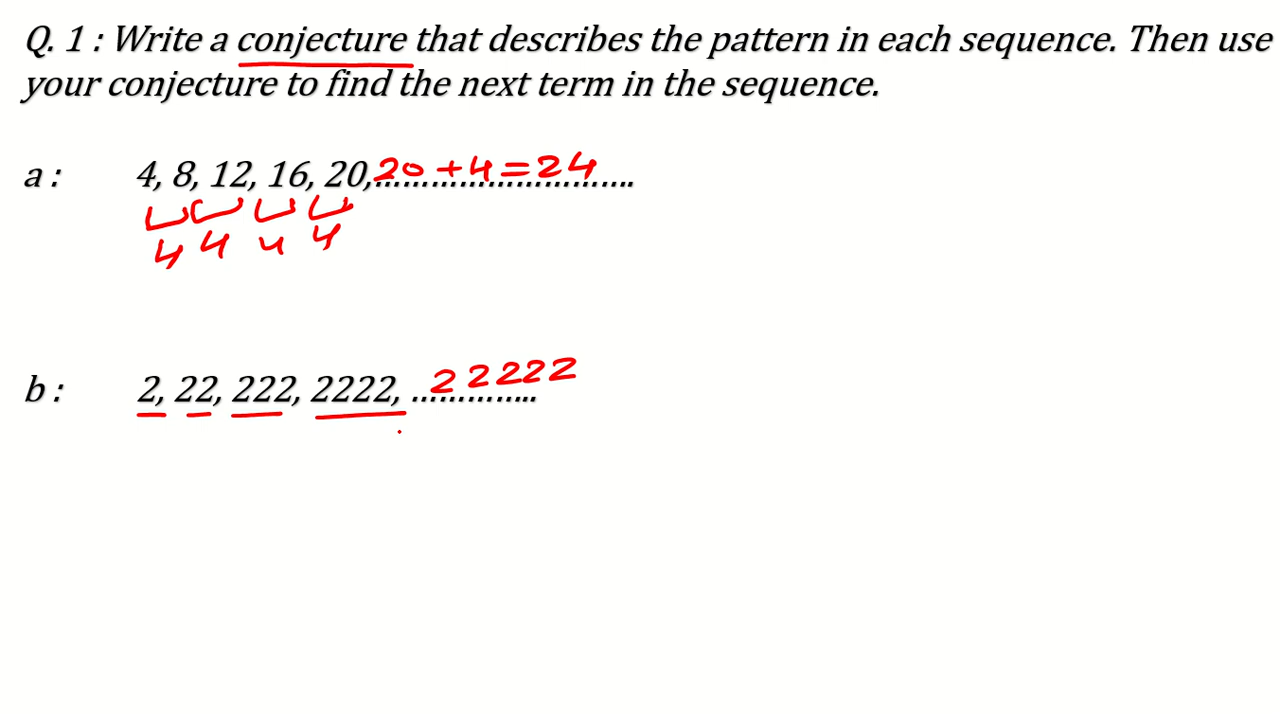 Q. 1 : Write a conjecture that describes the pattern in each sequence. Then use
your conjecture to find the next term in the sequence.
a : 4, 8, 12, 16, 20,............................. 20 + 4 = 24
4 4 4 4
b : 2, 22, 222, 2222, .............. 22222